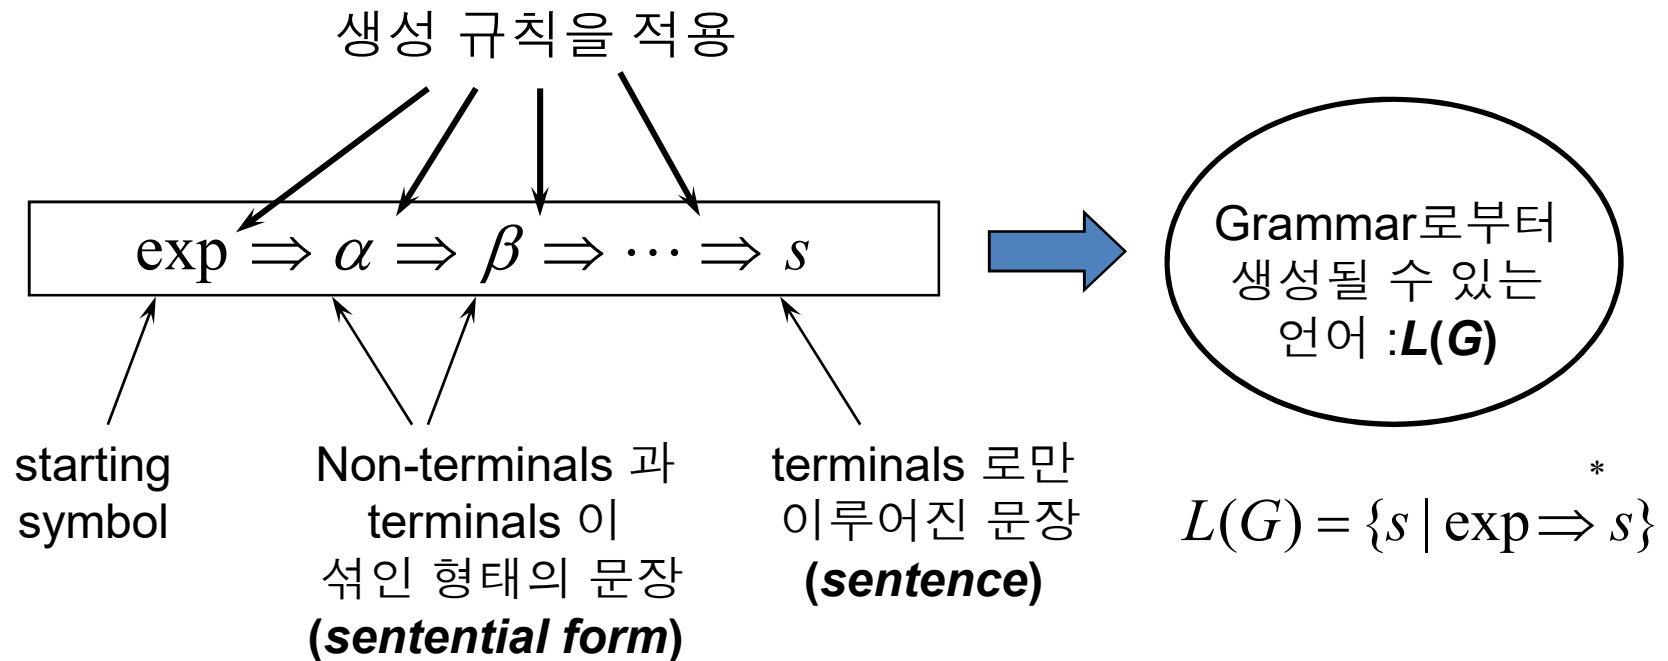 생성 규칙을 적용
exp ⇒ α ⇒ β ⇒ ⋯ ⇒ s
Grammar로부터
생성될 수 있는
언어 :L(G)
starting
symbol
Non-terminals 과
terminals 이
섞인 형태의 문장
(sentential form)
terminals 로만
이루어진 문장
(sentence)
*
L(G) = {s | exp ⇒ s}